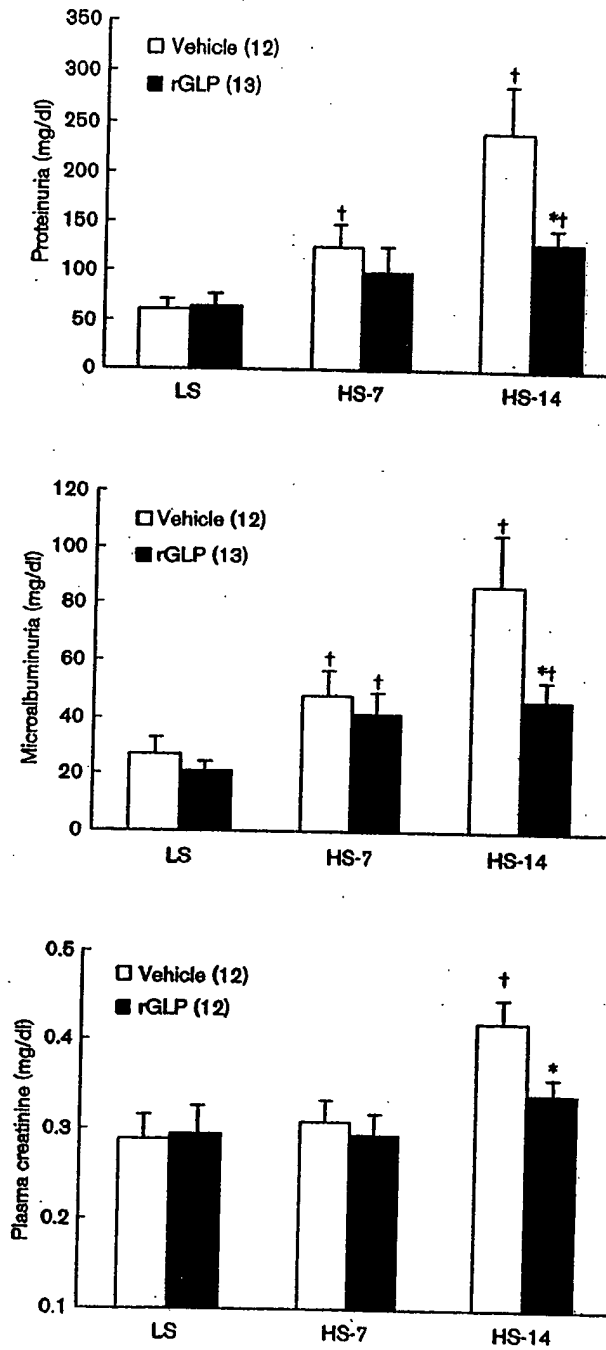 Proteinuria (mg/dl)
350
300
250
200
150
100
50
0
Vehicle (12)
rGLP (13)
†
†
*†
LS
HS-7
HS-14
Microalbuminuria (mg/dl)
120
100
80
60
40
20
0
Vehicle (12)
rGLP (13)
†
†
†
*†
LS
HS-7
HS-14
Plasma creatinine (mg/dl)
0.5
0.4
0.3
0.2
0.1
Vehicle (12)
rGLP (12)
†
*
LS
HS-7
HS-14